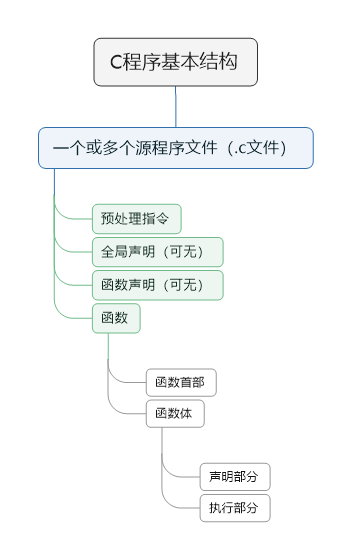 C程序基本结构
一个或多个源程序文件（.c文件）
预处理指令
全局声明（可无）
函数声明（可无）
函数
函数首部
函数体
声明部分
执行部分